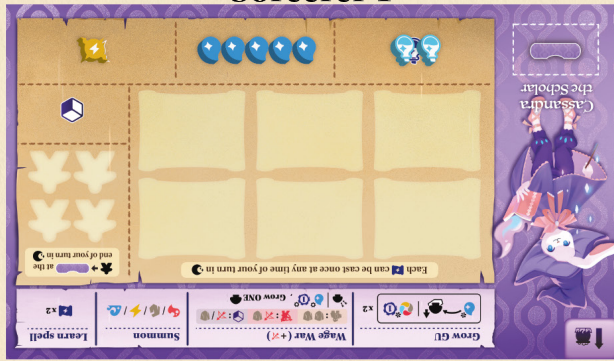 Grow GU
Wage War (+ )
Summon
Learn spell
x2
. Grow ONE
x2
Each can be cast once at any time of your turn in
at the
end of your turn in
Cassandra
the Scholar